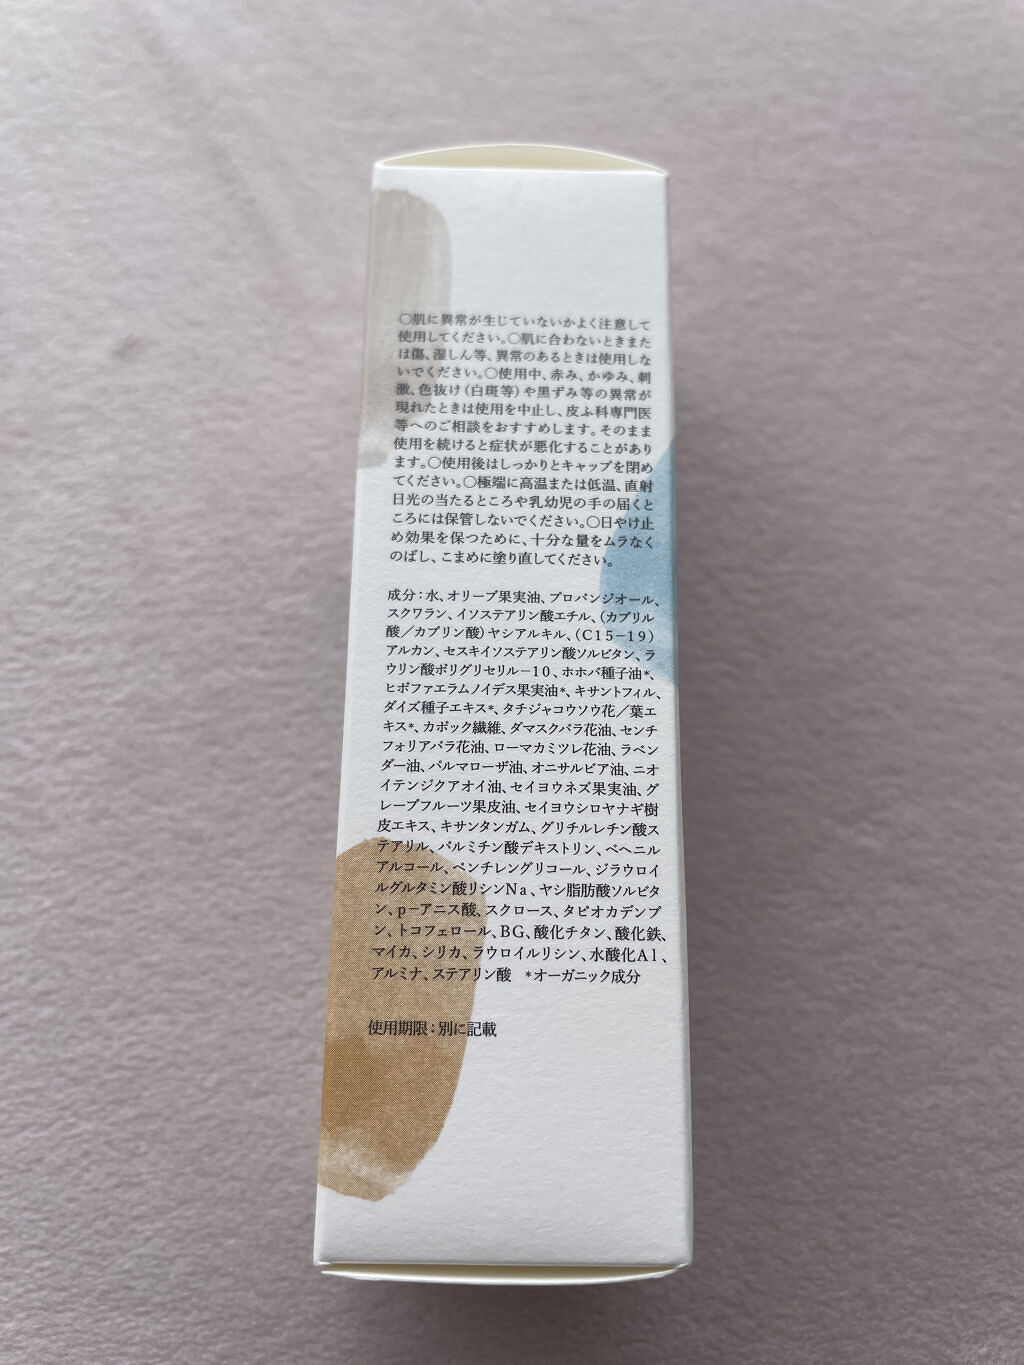 〇肌に異常が生じていないかよく注意して
使用してください。〇肌に合わないときまた
は傷、湿しん等、異常のあるときは使用しな
いでください。〇使用中、赤み、かゆみ、刺
激、色抜け（白斑等）や黒ずみ等の異常が
現れたときは使用を中止し、皮ふ科専門医
等へのご相談をおすすめします。そのまま
使用を続けると症状が悪化することがあり
ます。〇使用後はしっかりとキャップを閉め
てください。〇極端に高温または低温、直射
日光の当たるところや乳幼児の手の届くと
ころには保管しないでください。〇日やけ止
め効果を保つために、十分な量をムラなく
のばし、こまめに塗り直してください。
成分：水、オリーブ果実油、プロパンジオール、
スクワラン、イソステアリン酸エチル、（カプリル
酸／カプリン酸）ヤシアルキル、（C15－19）
アルカン、セスキイソステアリン酸ソルビタン、ラ
ウリン酸ポリグリセリル－10、ホホバ種子油*、
ヒポファエラムノイデス果実油*、キサントフィル、
ダイズ種子エキス*、タチジャコウソウ花／葉エ
キス*、カポック繊維、ダマスクバラ花油、センチ
フォリアバラ花油、ローマカミツレ花油、ラベン
ダー油、パルマローザ油、オニサルビア油、ニオ
イテンジクアオイ油、セイヨウネズ果実油、グ
レープフルーツ果皮油、セイヨウシロヤナギ樹
皮エキス、キサンタンガム、グリチルレチン酸ス
テアリル、パルミチン酸デキストリン、ベヘニル
アルコール、ペンチレングリコール、ジラウロイ
ルグルタミン酸リシンNa、ヤシ脂肪酸ソルビタ
ン、p－アニス酸、スクロース、タピオカデンプ
ン、トコフェロール、BG、酸化チタン、酸化鉄、
マイカ、シリカ、ラウロイルリシン、水酸化Al、
アルミナ、ステアリン酸　*オーガニック成分
使用期限：別に記載